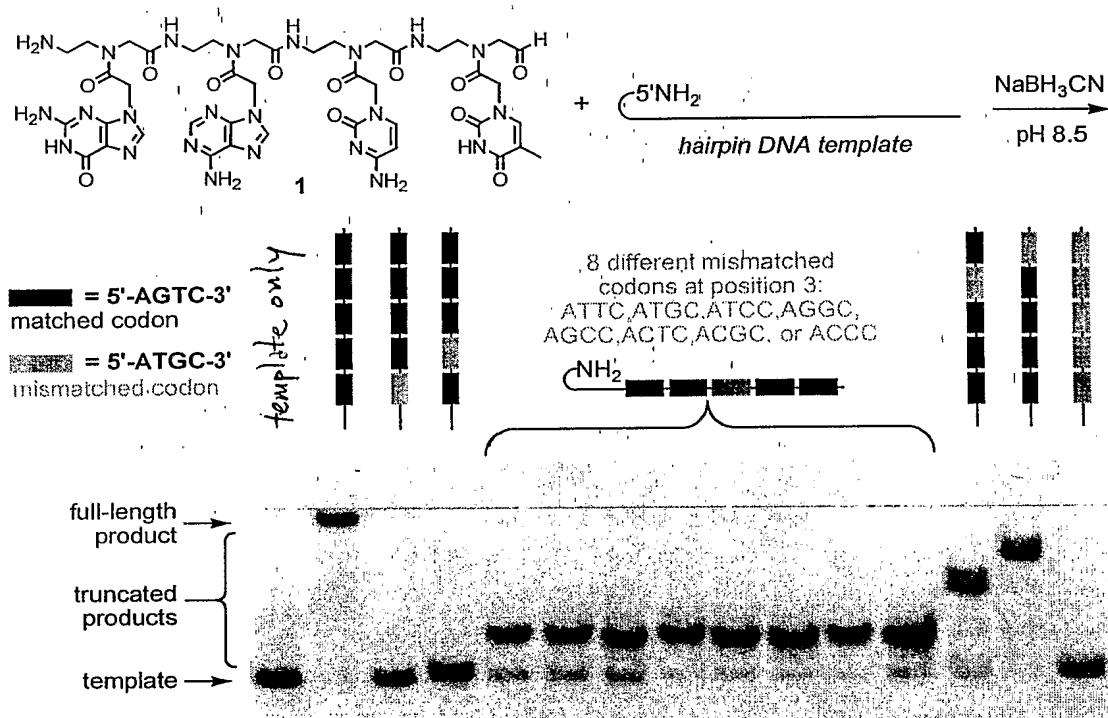 H₂N
N
O
H
N
N
O
H
N
N
O
H
N
N
H
O
O
O
O
O
H₂N
N
N
HN
N
O
N
N
N
N
NH₂
O
N
N
NH₂
O
N
HN
O
1
+
5'NH₂
hairpin DNA template
NaBH₃CN
pH 8.5
template only
= 5'-AGTC-3'
matched codon
= 5'-ATGC-3'
mismatched codon
8 different mismatched
codons at position 3:
ATTC,ATGC,ATCC,AGGC,
AGCC,ACTC,ACGC, or ACCC
NH₂
full-length
product
truncated
products
template